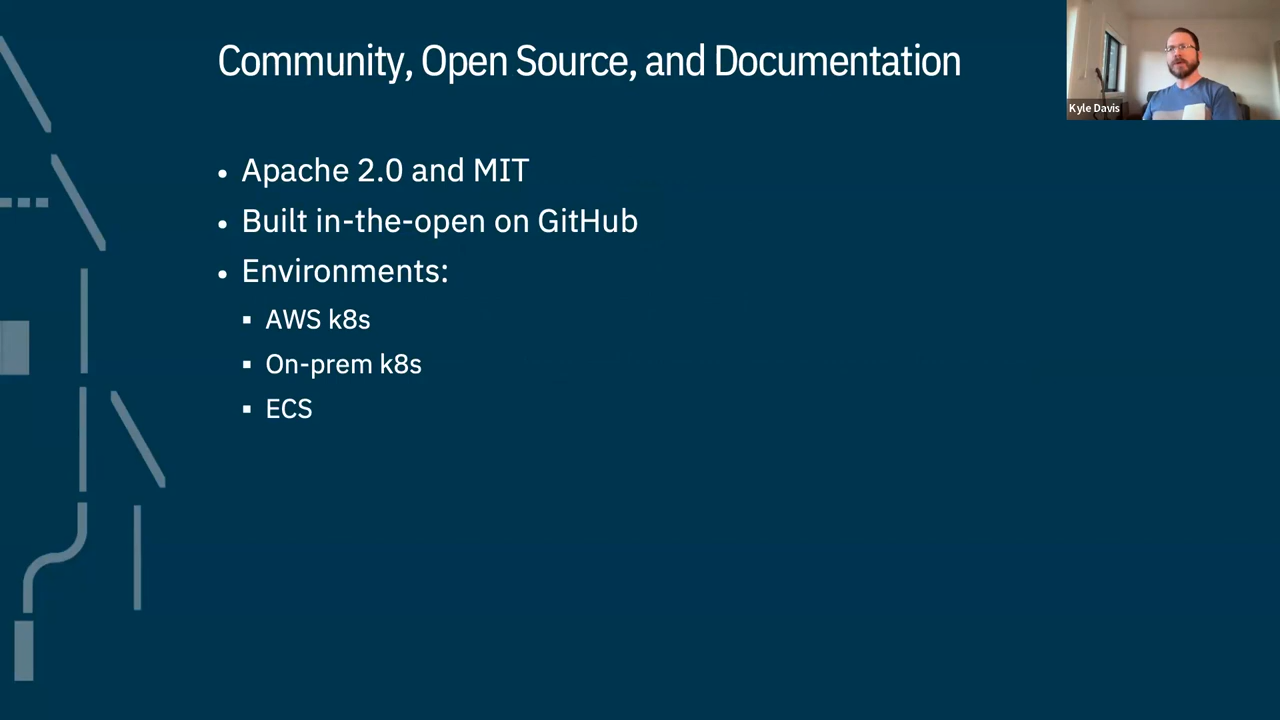 Community, Open Source, and Documentation
Kyle Davis
• Apache 2.0 and MIT
• Built in-the-open on GitHub
• Environments:
▪ AWS k8s
▪ On-prem k8s
▪ ECS